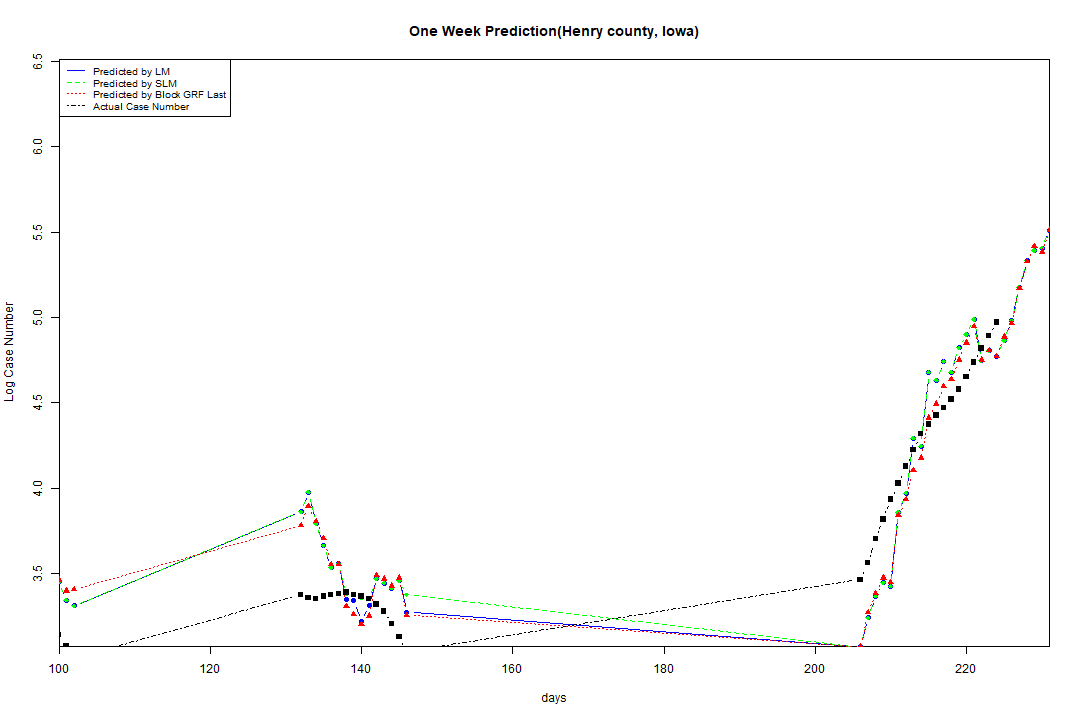 One Week Prediction(Henry county, Iowa)
Predicted by LM
Predicted by SLM
Predicted by Block GRF Last
Actual Case Number
6.5
6.0
5.5
5.0
4.5
4.0
3.5
Log Case Number
100 120 140 160 180 200 220
days